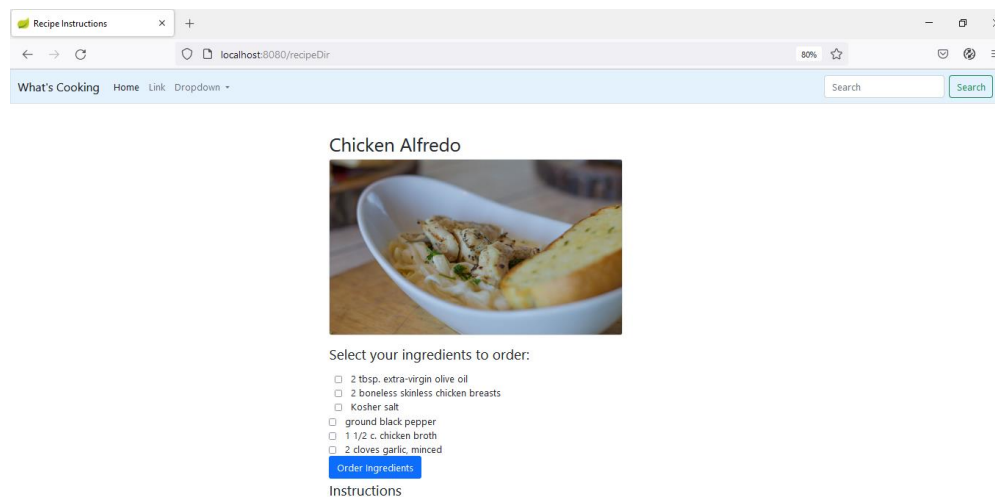 Recipe Instructions
localhost:8080/recipeDir
80%
What's Cooking Home Link Dropdown
Search
Search
Chicken Alfredo
Select your ingredients to order:
2 tbsp. extra-virgin olive oil
2 boneless skinless chicken breasts
Kosher salt
ground black pepper
1 1/2 c. chicken broth
2 cloves garlic, minced
Order Ingredients
Instructions